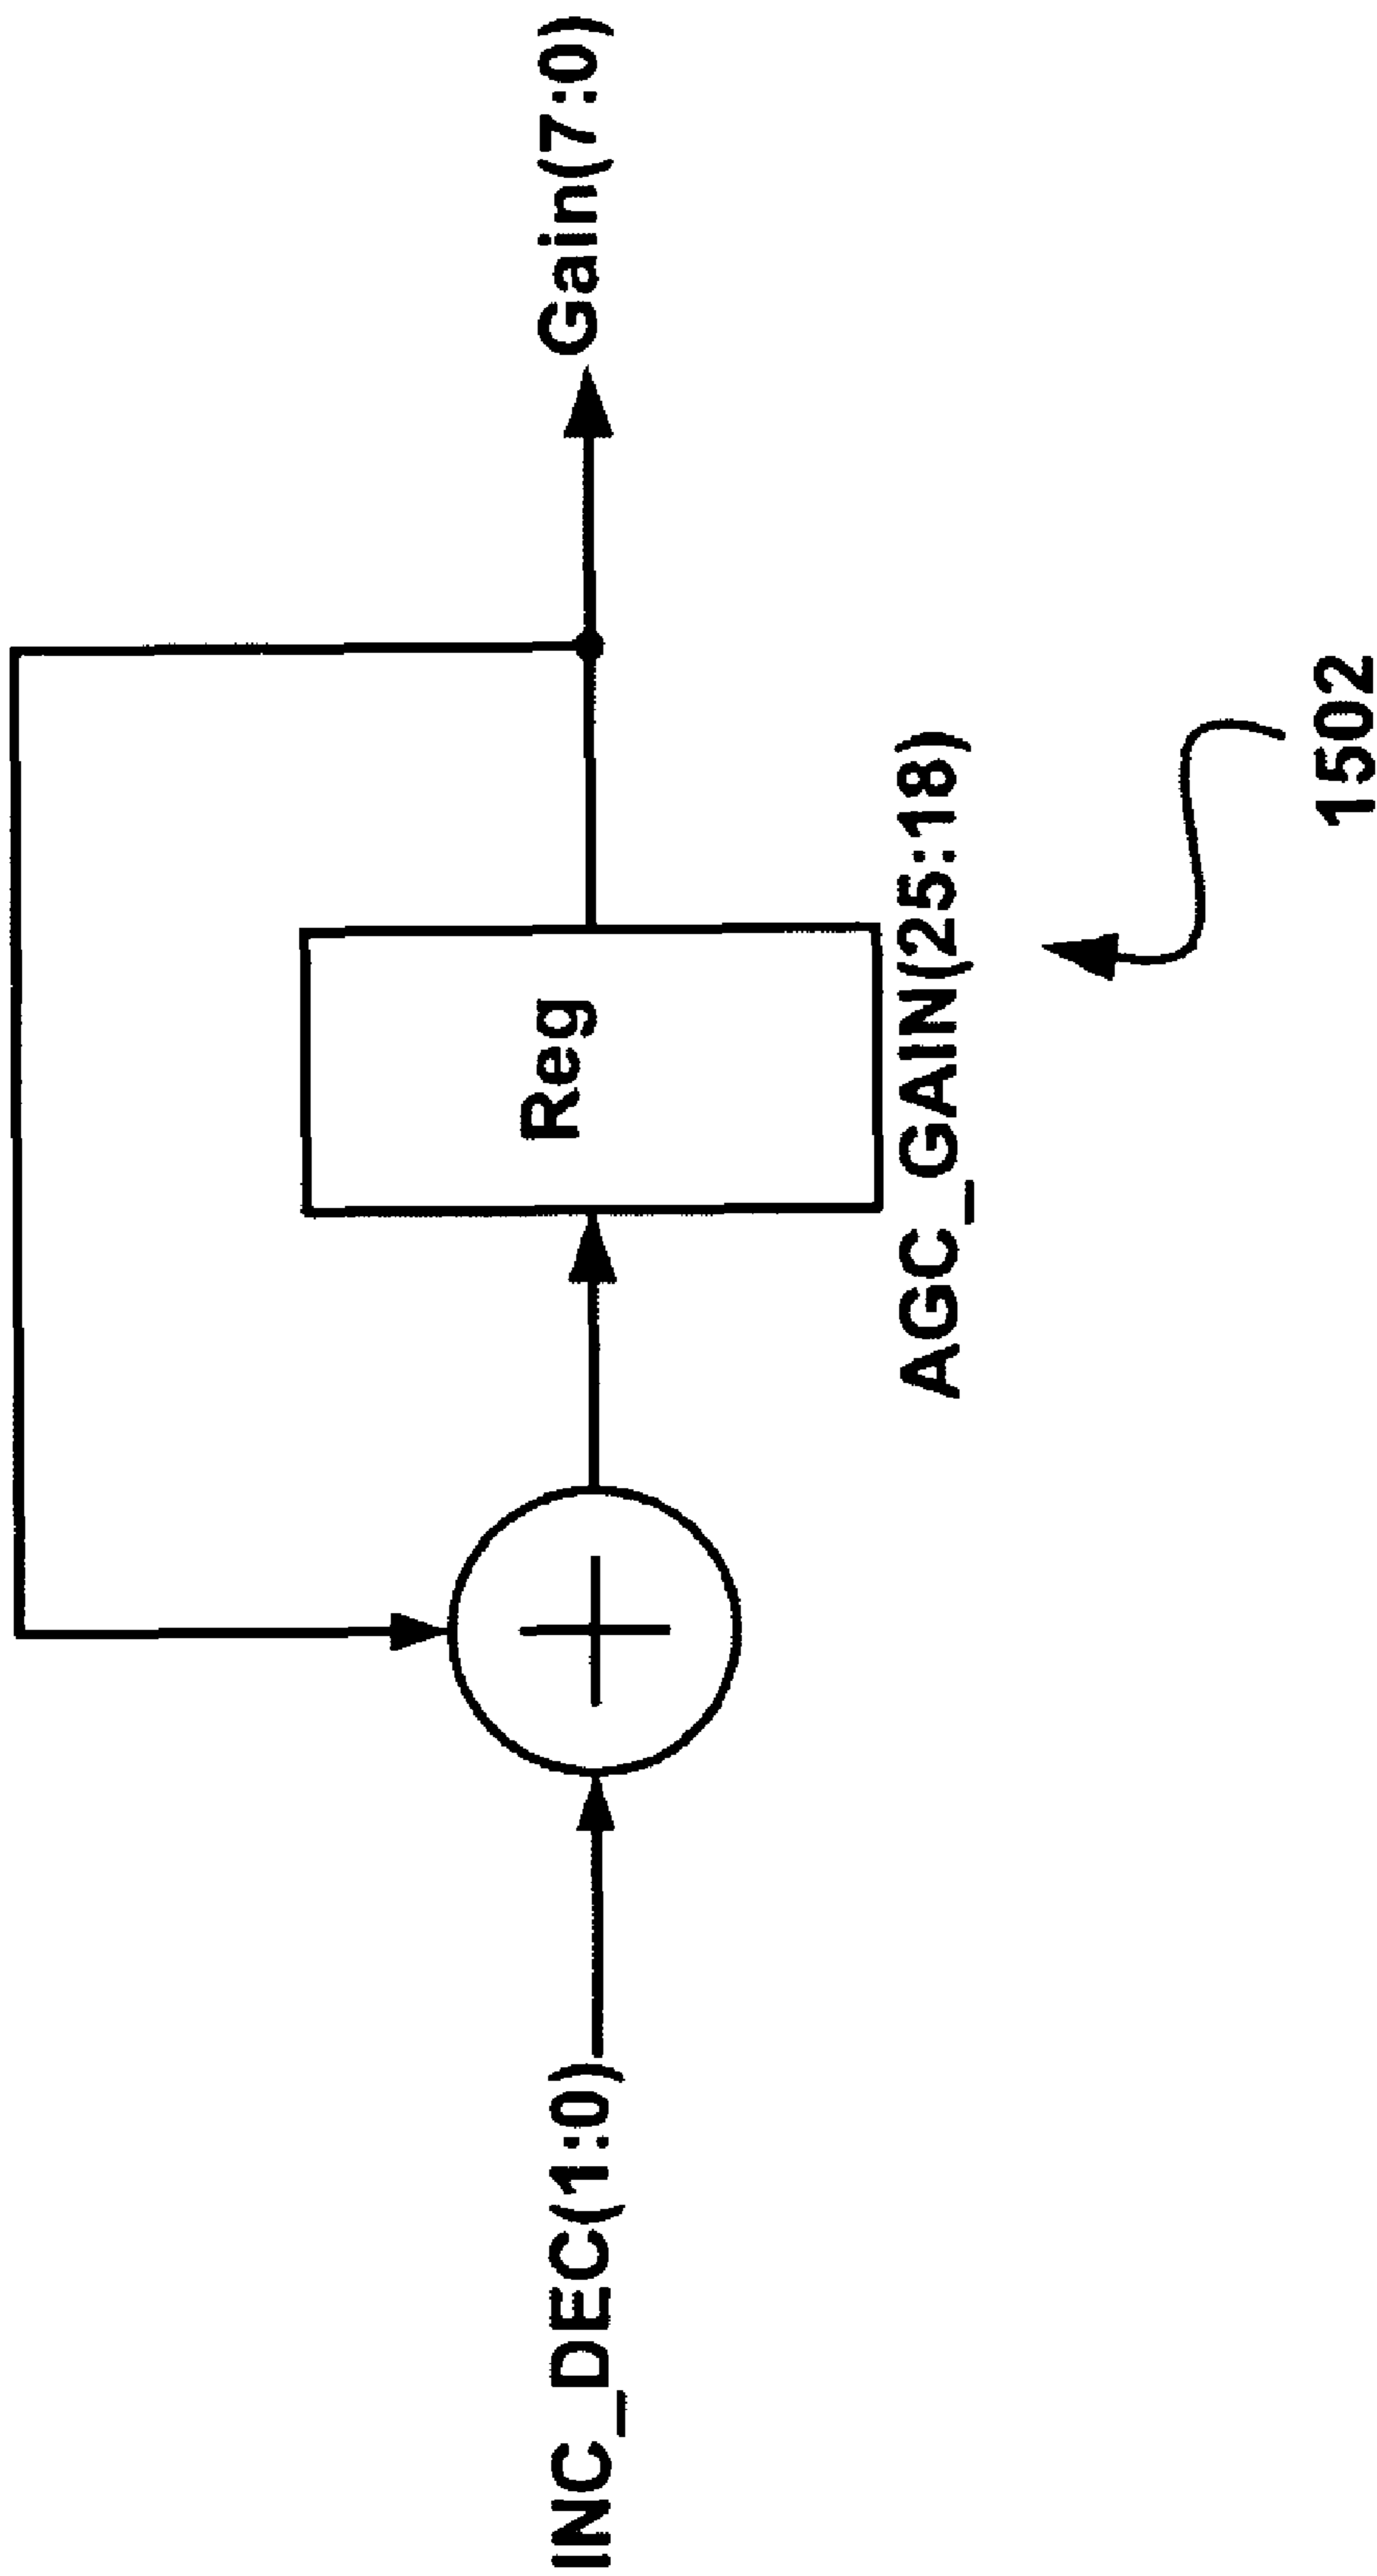 INC_DEC(1:0)
Reg
AGC_GAIN(25:18)
Gain(7:0)
1502